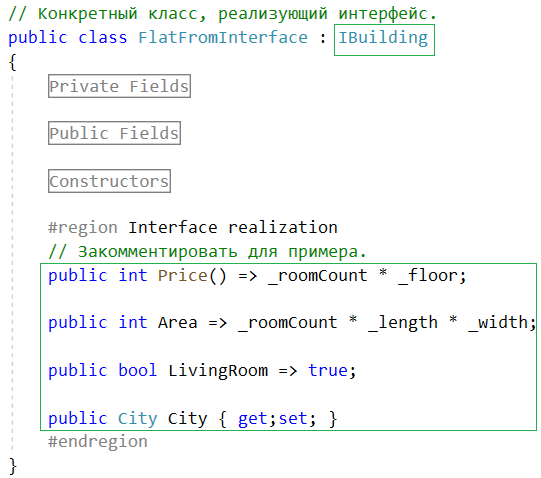 // Конкретный класс, реализующий интерфейс.
public class FlatFromInterface : IBuilding
{
Private Fields
Public Fields
Constructors
#region Interface realization
// Закомментировать для примера.
public int Price() => _roomCount * _floor;
public int Area => _roomCount * _length * _width;
public bool LivingRoom => true;
public City City { get;set; }
#endregion
}